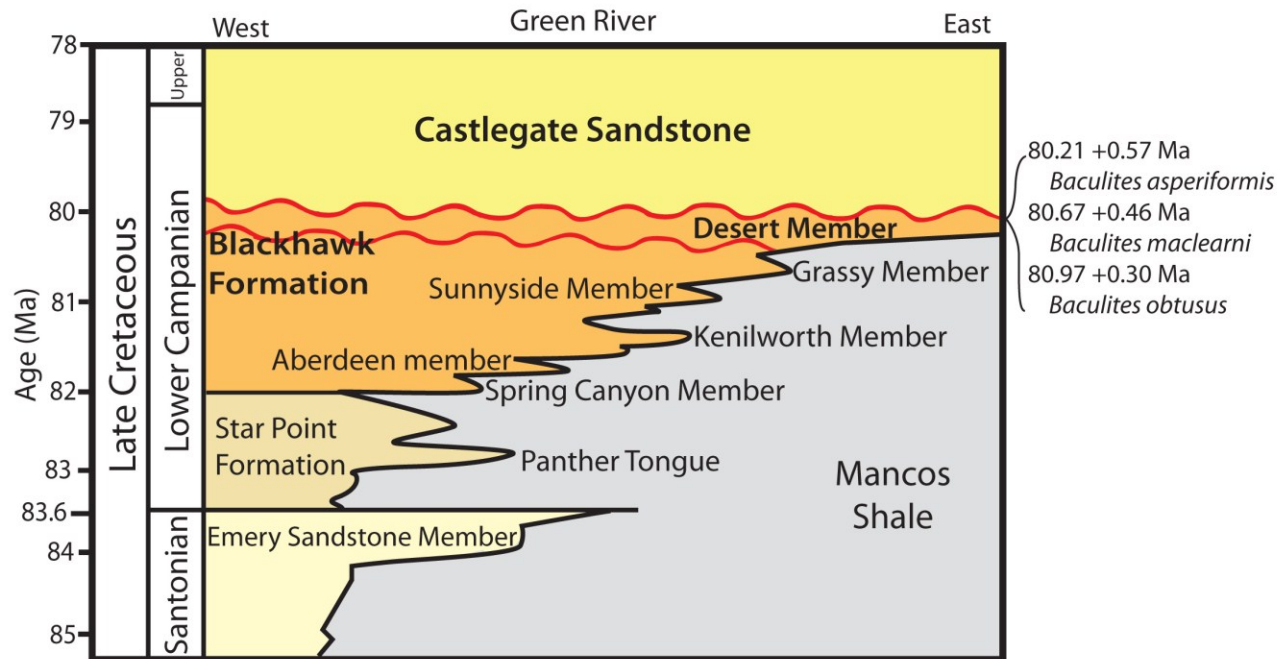 West
Green River
East
78
79
80
81
82
83
83.6
84
85
Age (Ma)
Late Cretaceous
Upper
Lower Campanian
Santonian
Castlegate Sandstone
Blackhawk
Formation
Desert Member
Grassy Member
Sunnyside Member
Kenilworth Member
Aberdeen member
Spring Canyon Member
Star Point
Formation
Panther Tongue
Mancos
Shale
Emery Sandstone Member
80.21 +0.57 Ma
Baculites asperiformis
80.67 +0.46 Ma
Baculites maclearni
80.97 +0.30 Ma
Baculites obtusus